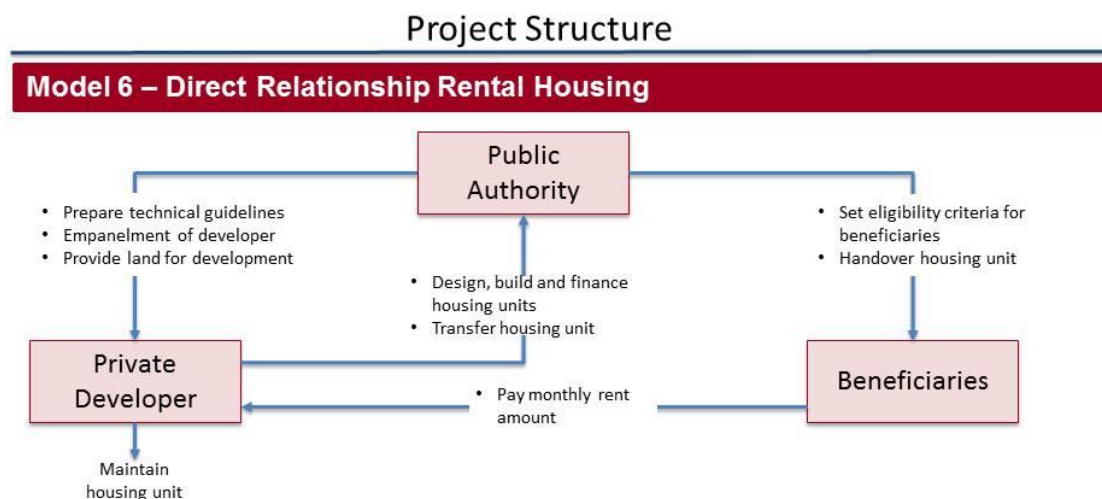 Project Structure
Model 6 – Direct Relationship Rental Housing
Public
Authority
• Prepare technical guidelines
• Empanelment of developer
• Provide land for development
• Set eligibility criteria for
beneficiaries
• Handover housing unit
• Design, build and finance
housing units
• Transfer housing unit
Private
Developer
Beneficiaries
• Pay monthly rent
amount
Maintain
housing unit